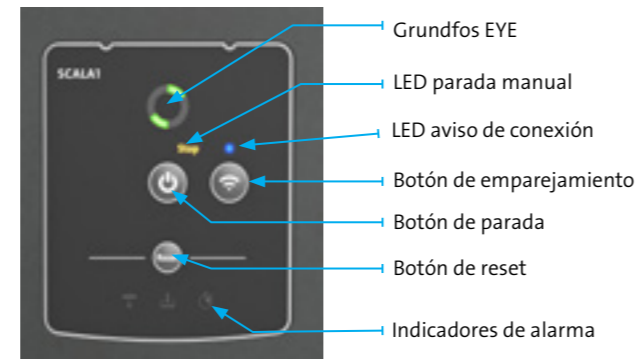 Grundfos EYE
SCALA1
LED parada manual
LED aviso de conexión
Stop
Botón de emparejamiento
Botón de parada
Reset
Botón de reset
Indicadores de alarma